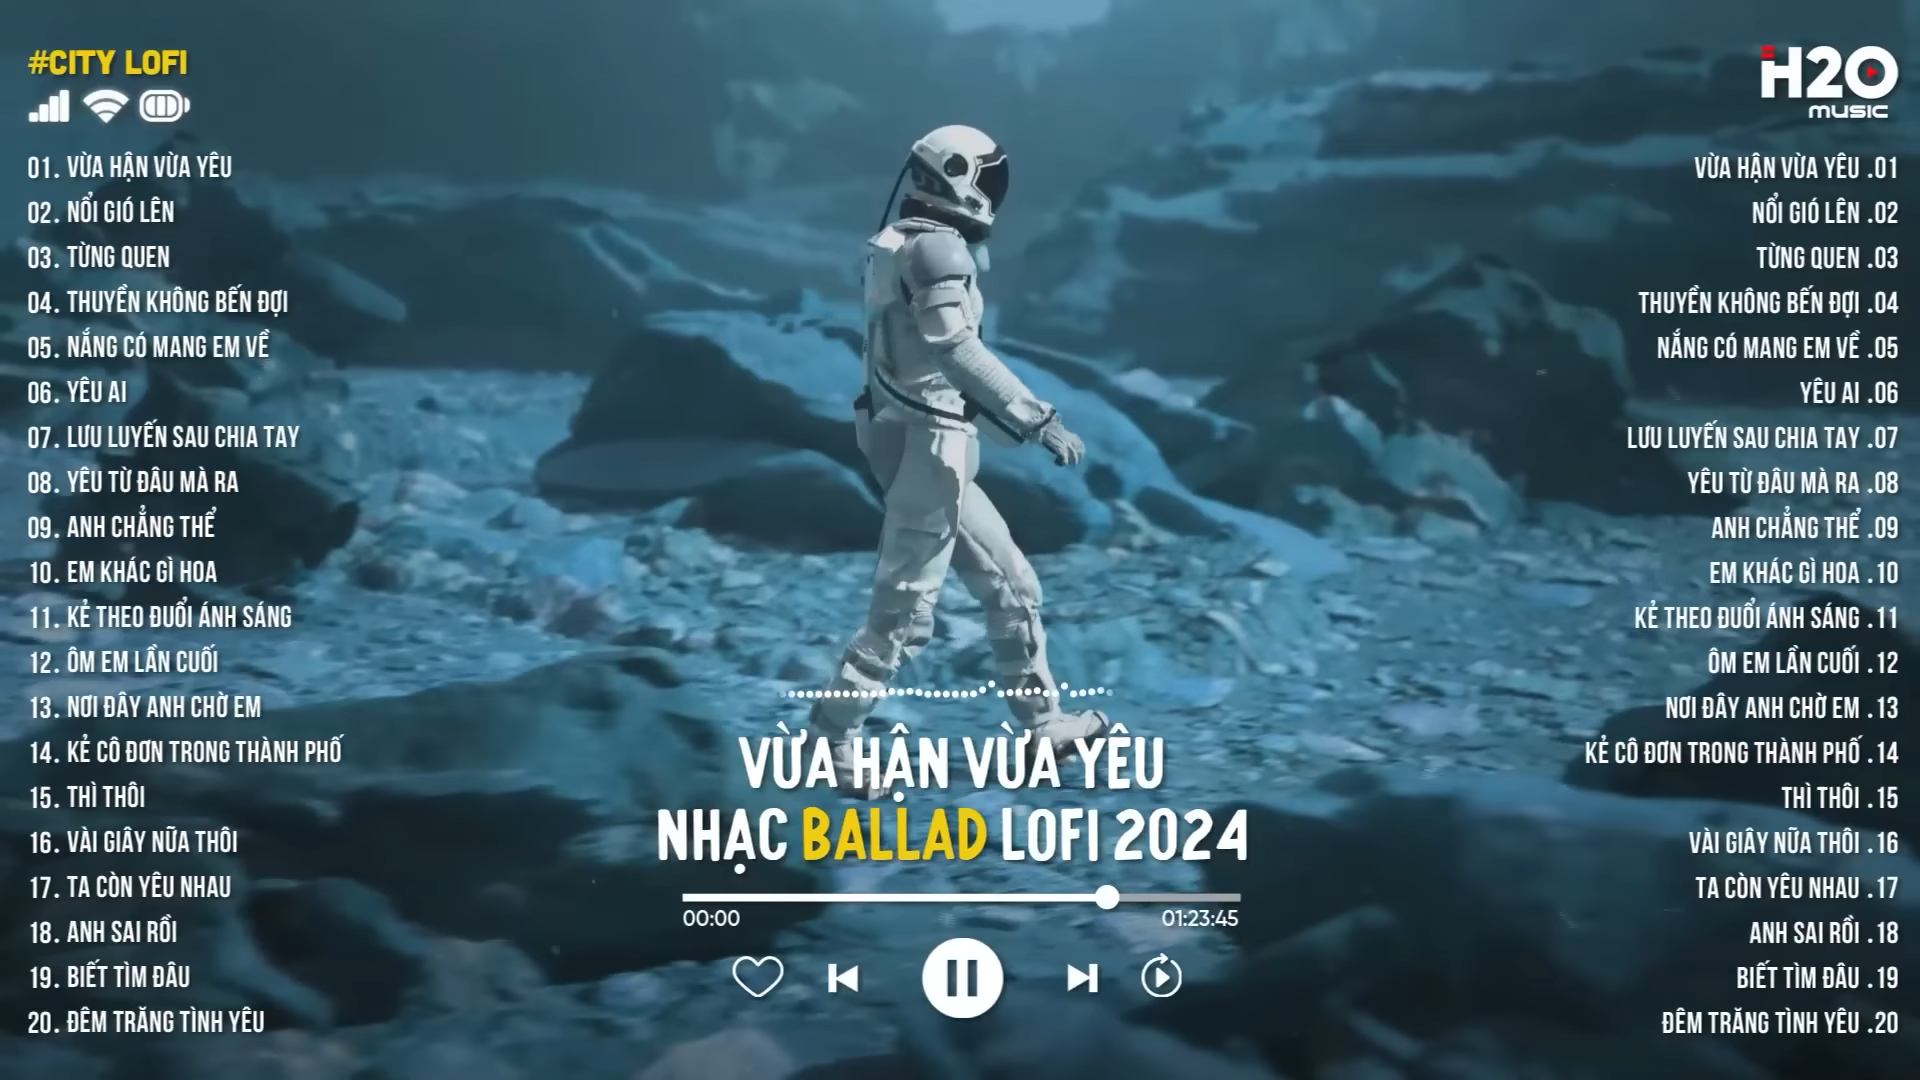 #CITY LOFI
01. VỪA HẬN VỪA YÊU
02. NỔI GIÓ LÊN
03. TỪNG QUEN
04. THUYỀN KHÔNG BẾN ĐỢI
05. NẮNG CÓ MANG EM VỀ
06. YÊU AI
07. LƯU LUYẾN SAU CHIA TAY
08. YÊU TỪ ĐÂU MÀ RA
09. ANH CHẲNG THỂ
10. EM KHÁC GÌ HOA
11. KẺ THEO ĐUỔI ÁNH SÁNG
12. ÔM EM LẦN CUỐI
13. NƠI ĐÂY ANH CHỜ EM
14. KẺ CÔ ĐƠN TRONG THÀNH PHỐ
15. THÌ THÔI
16. VÀI GIÂY NỮA THÔI
17. TA CÒN YÊU NHAU
18. ANH SAI RỒI
19. BIẾT TÌM ĐÂU
20. ĐÊM TRĂNG TÌNH YÊU
VỪA HẬN VỪA YÊU
NHẠC BALLAD LOFI 2024
00:00
01:23:45
H2O
MUSIC
VỪA HẬN VỪA YÊU .01
NỔI GIÓ LÊN .02
TỪNG QUEN .03
THUYỀN KHÔNG BẾN ĐỢI .04
NẮNG CÓ MANG EM VỀ .05
YÊU AI .06
LƯU LUYẾN SAU CHIA TAY .07
YÊU TỪ ĐÂU MÀ RA .08
ANH CHẲNG THỂ .09
EM KHÁC GÌ HOA .10
KẺ THEO ĐUỔI ÁNH SÁNG .11
ÔM EM LẦN CUỐI .12
NƠI ĐÂY ANH CHỜ EM .13
KẺ CÔ ĐƠN TRONG THÀNH PHỐ .14
THÌ THÔI .15
VÀI GIÂY NỮA THÔI .16
TA CÒN YÊU NHAU .17
ANH SAI RỒI .18
BIẾT TÌM ĐÂU .19
ĐÊM TRĂNG TÌNH YÊU .20